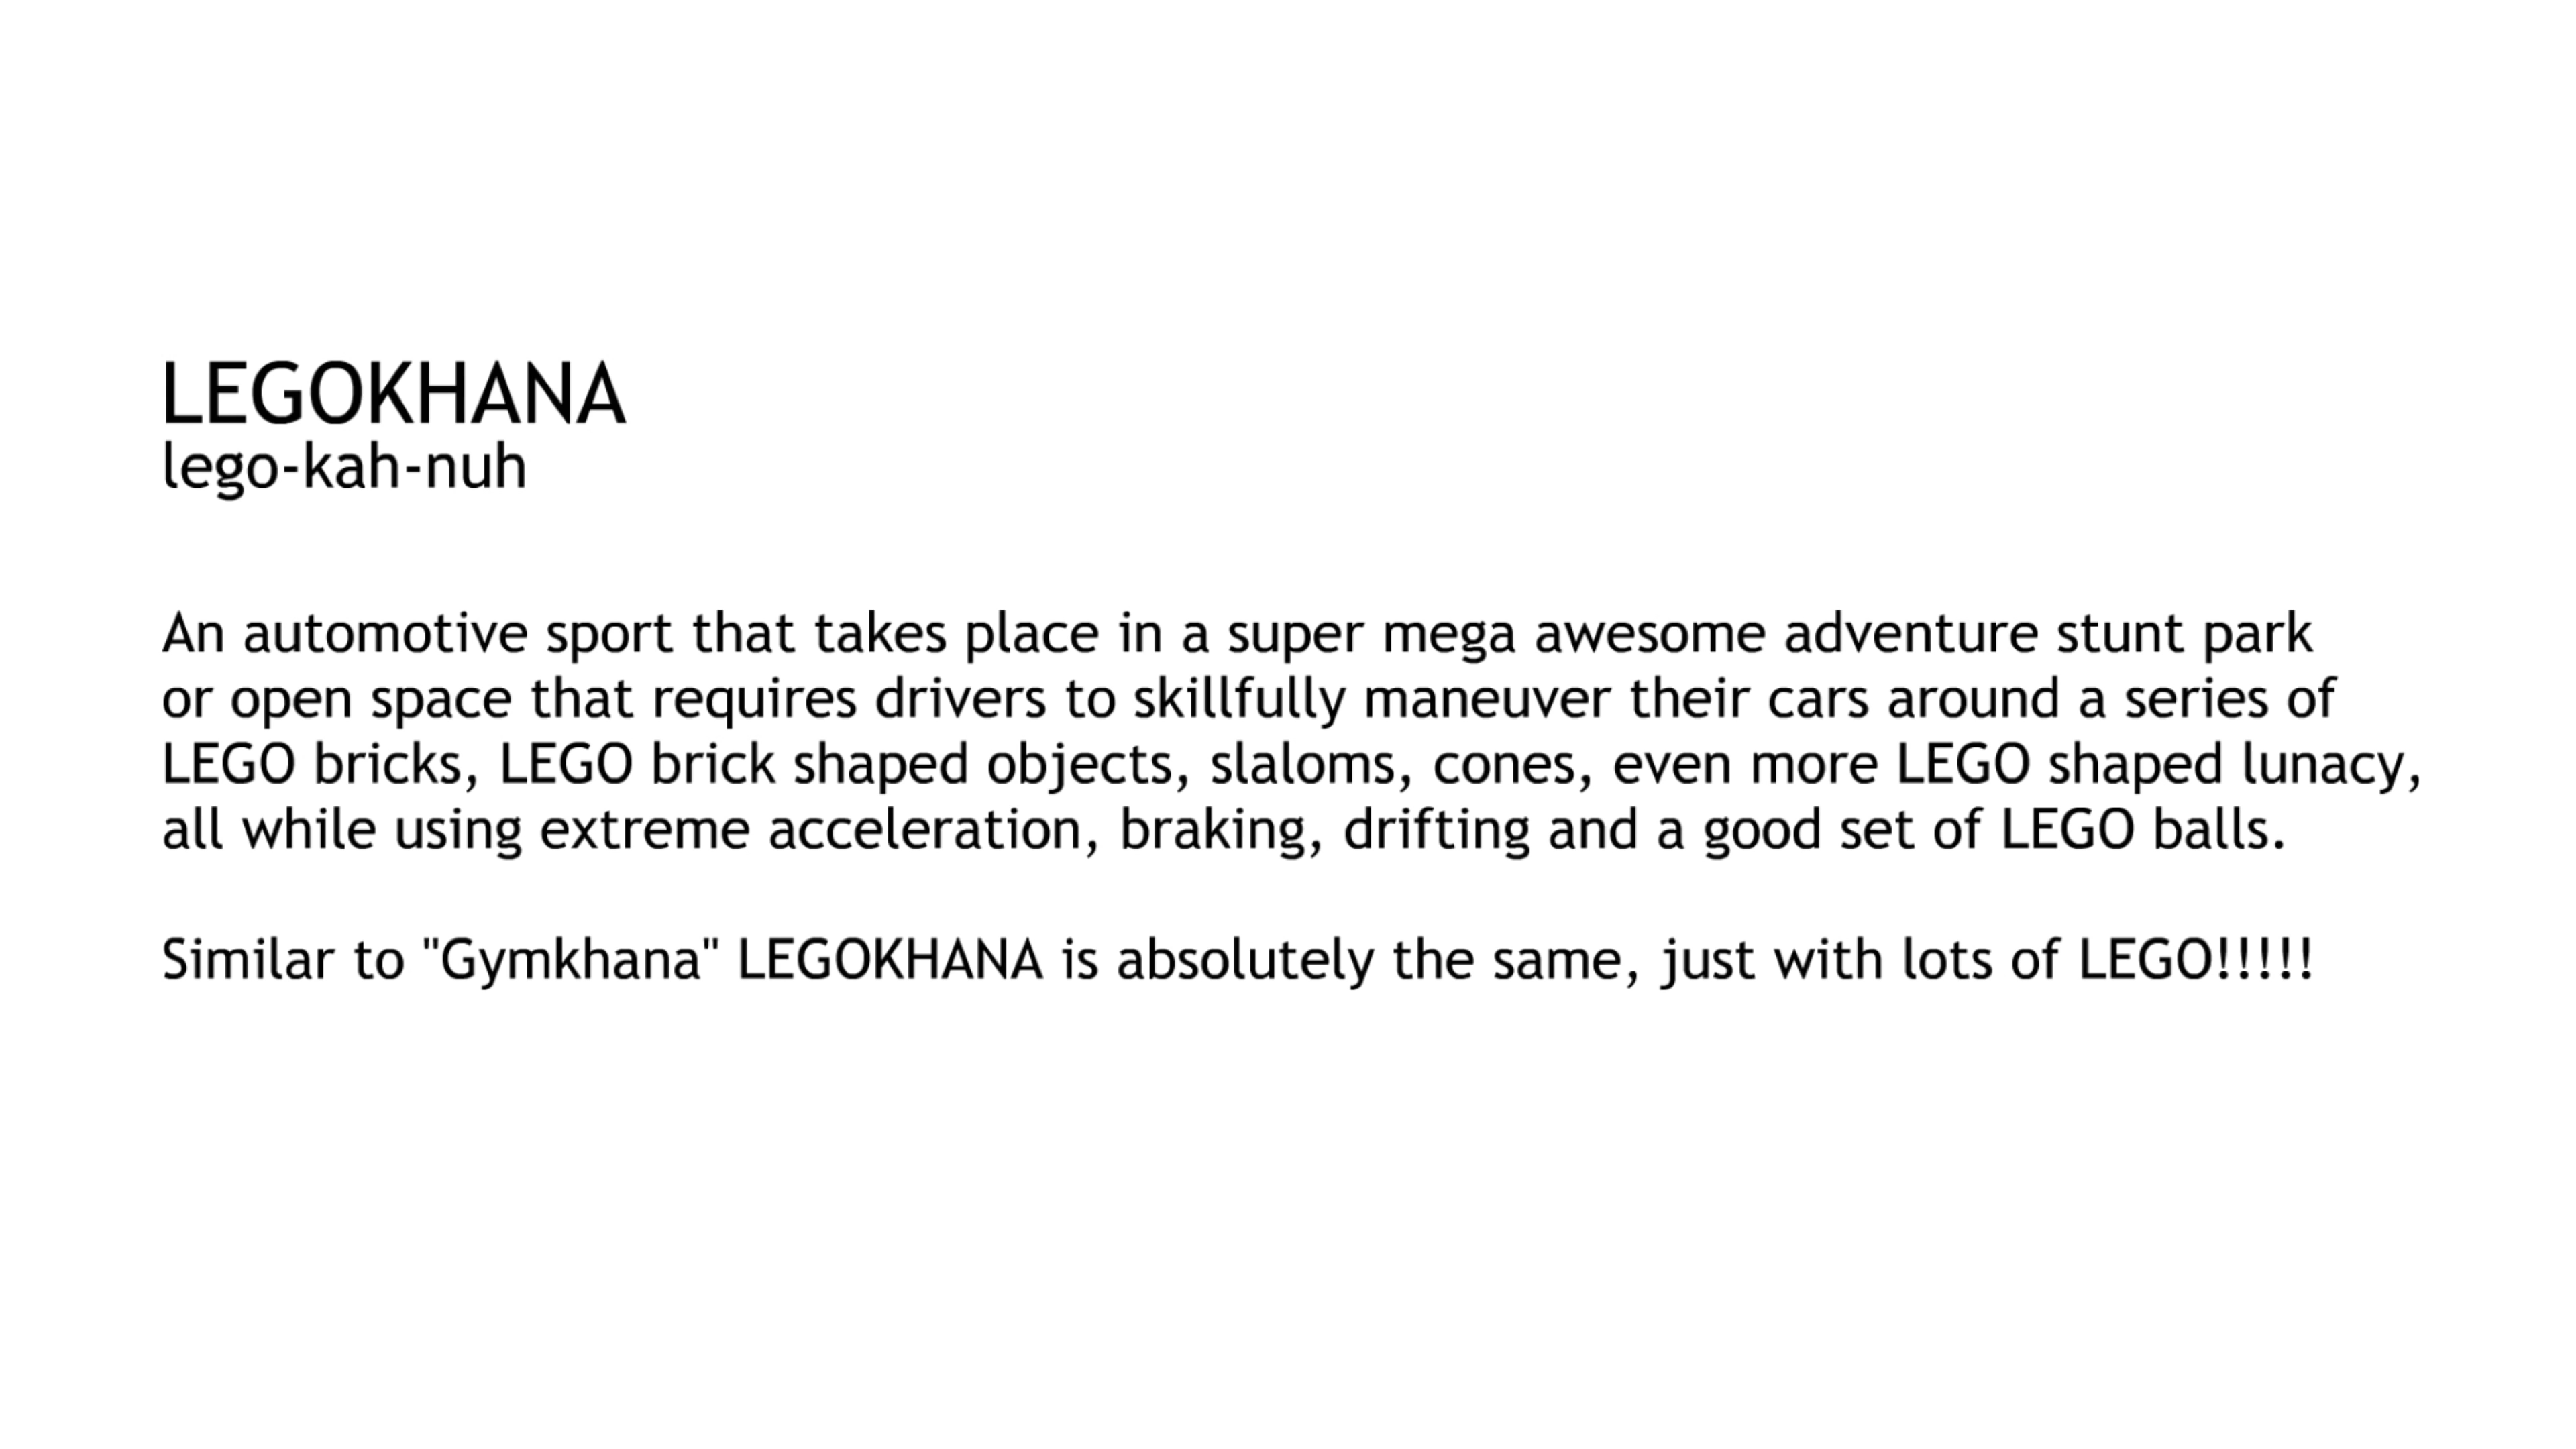 LEGOKHANA
lego-kah-nuh
An automotive sport that takes place in a super mega awesome adventure stunt park
or open space that requires drivers to skillfully maneuver their cars around a series of
LEGO bricks, LEGO brick shaped objects, slaloms, cones, even more LEGO shaped lunacy,
all while using extreme acceleration, braking, drifting and a good set of LEGO balls.
Similar to "Gymkhana" LEGOKHANA is absolutely the same, just with lots of LEGO!!!!!